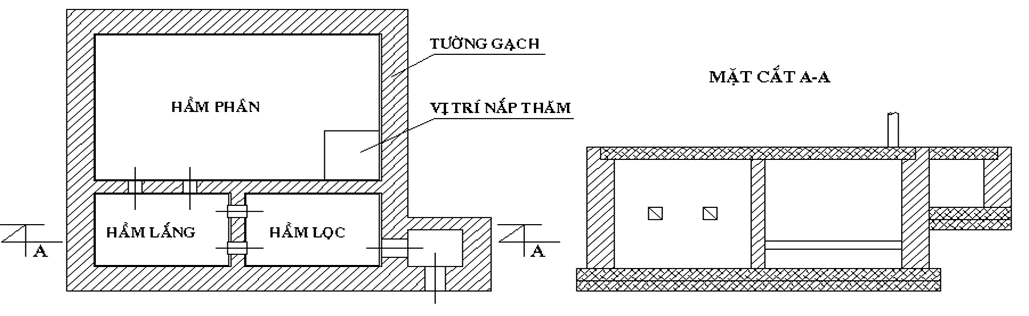 TƯỜNG GẠCH
HẦM PHÂN
VỊ TRÍ NẮP THĂM
HẦM LẮNG
HẦM LỌC
A
A
MẶT CẮT A-A